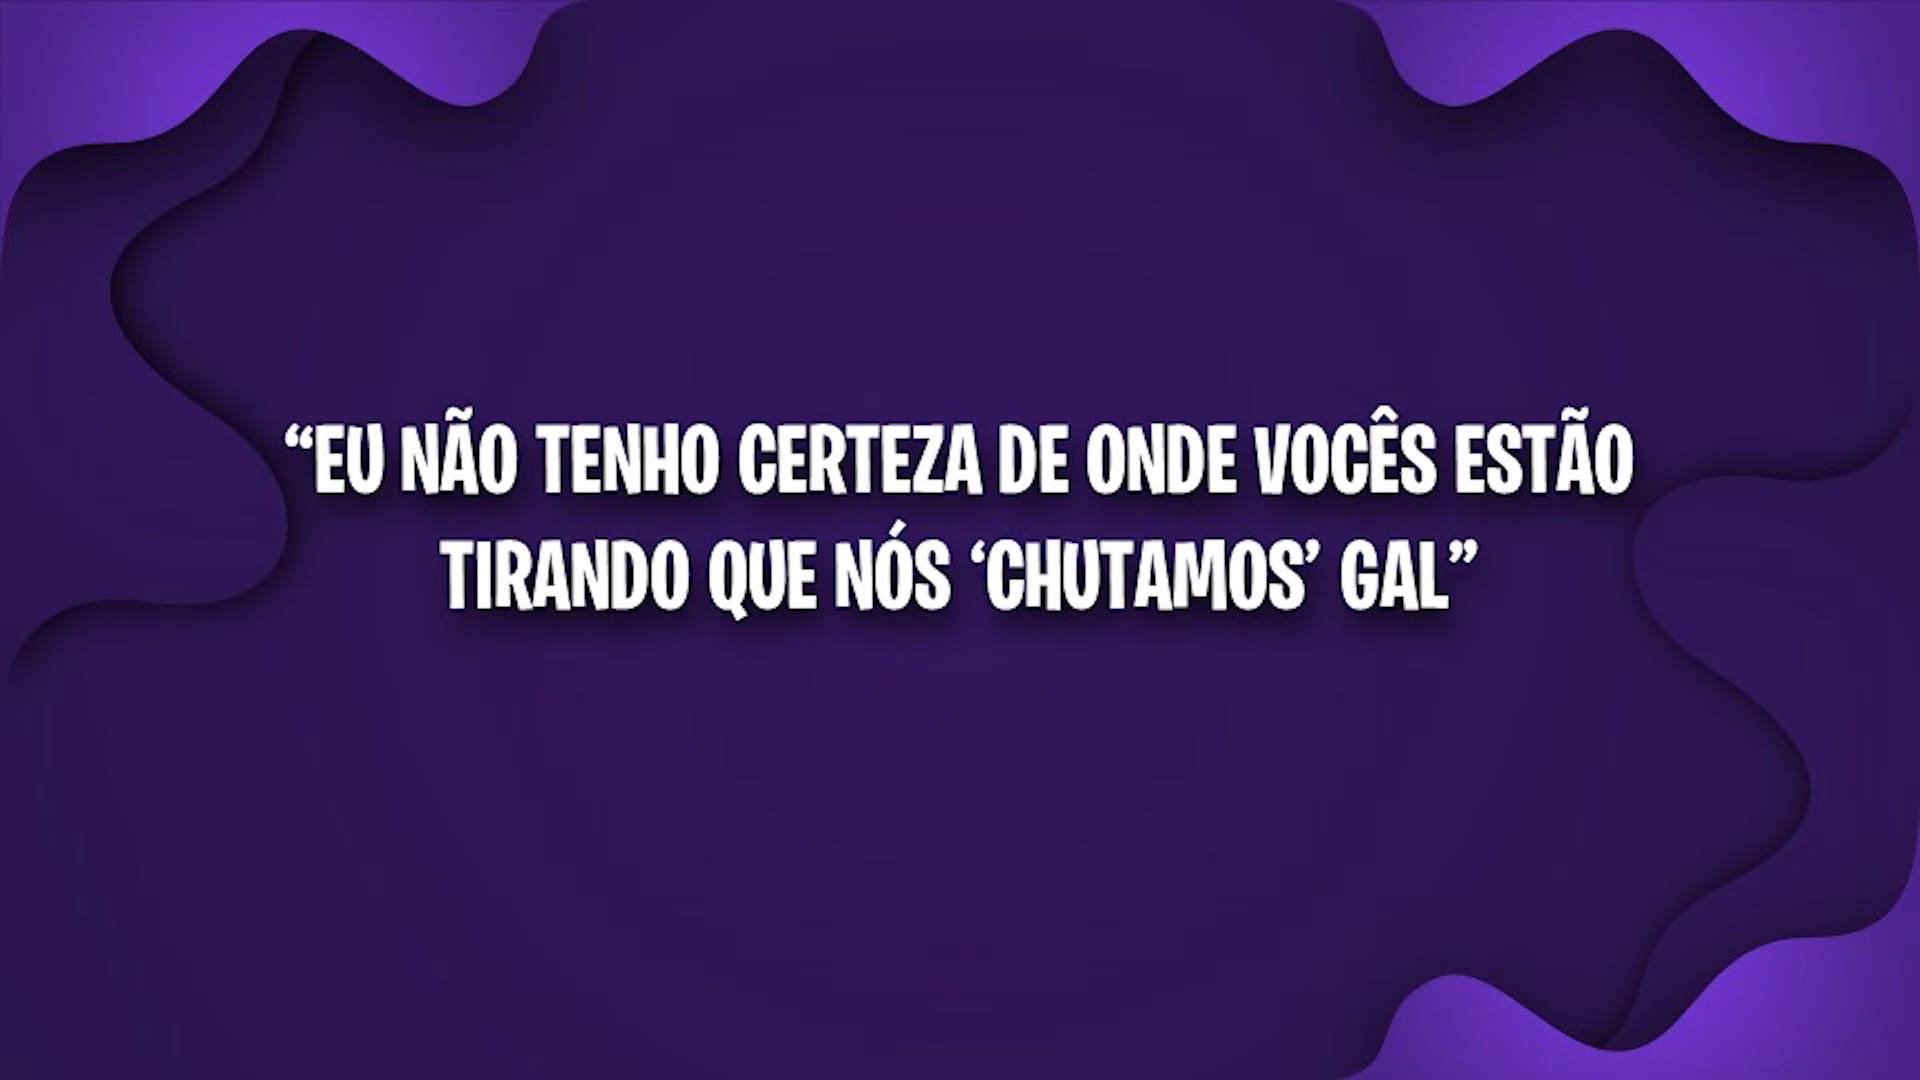 “EU NÃO TENHO CERTEZA DE ONDE VOCÊS ESTÃO
TIRANDO QUE NÓS ‘CHUTAMOS’ GAL”